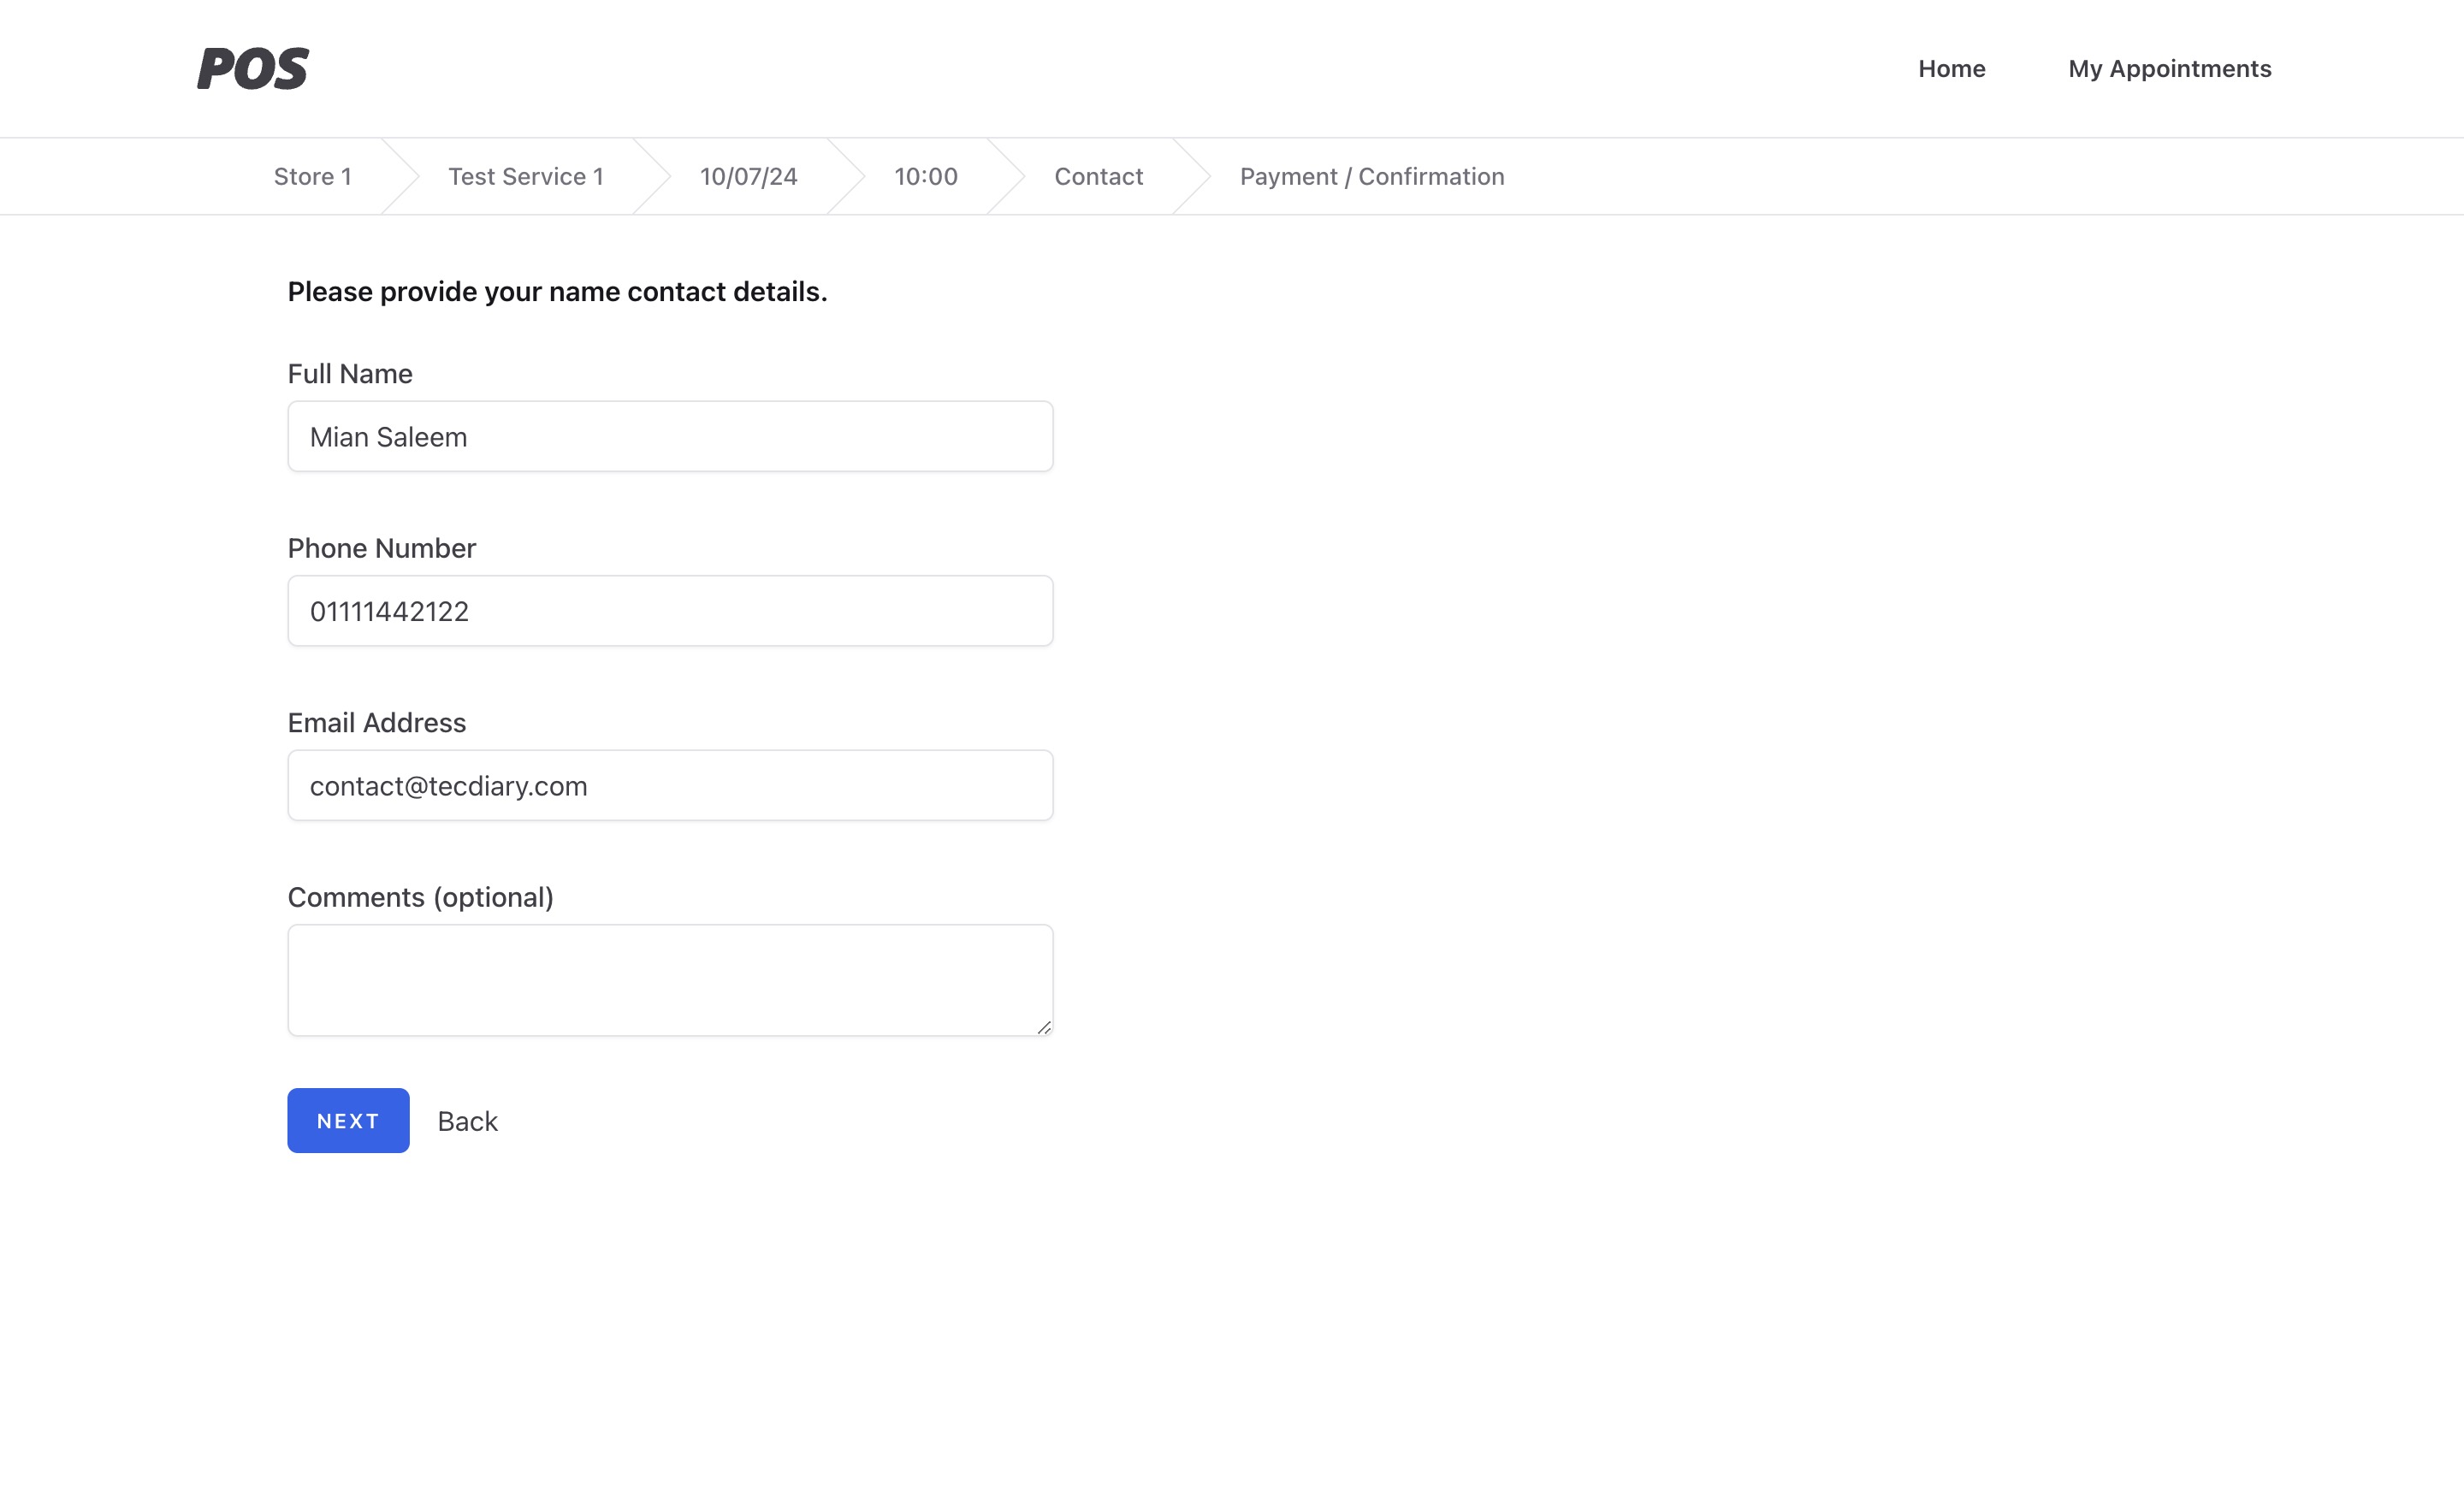 POS
Home My Appointments
Store 1 Test Service 1 10/07/24 10:00 Contact Payment / Confirmation
Please provide your name contact details.
Full Name
Mian Saleem
Phone Number
01111442122
Email Address
contact@tecdiary.com
Comments (optional)
NEXT Back